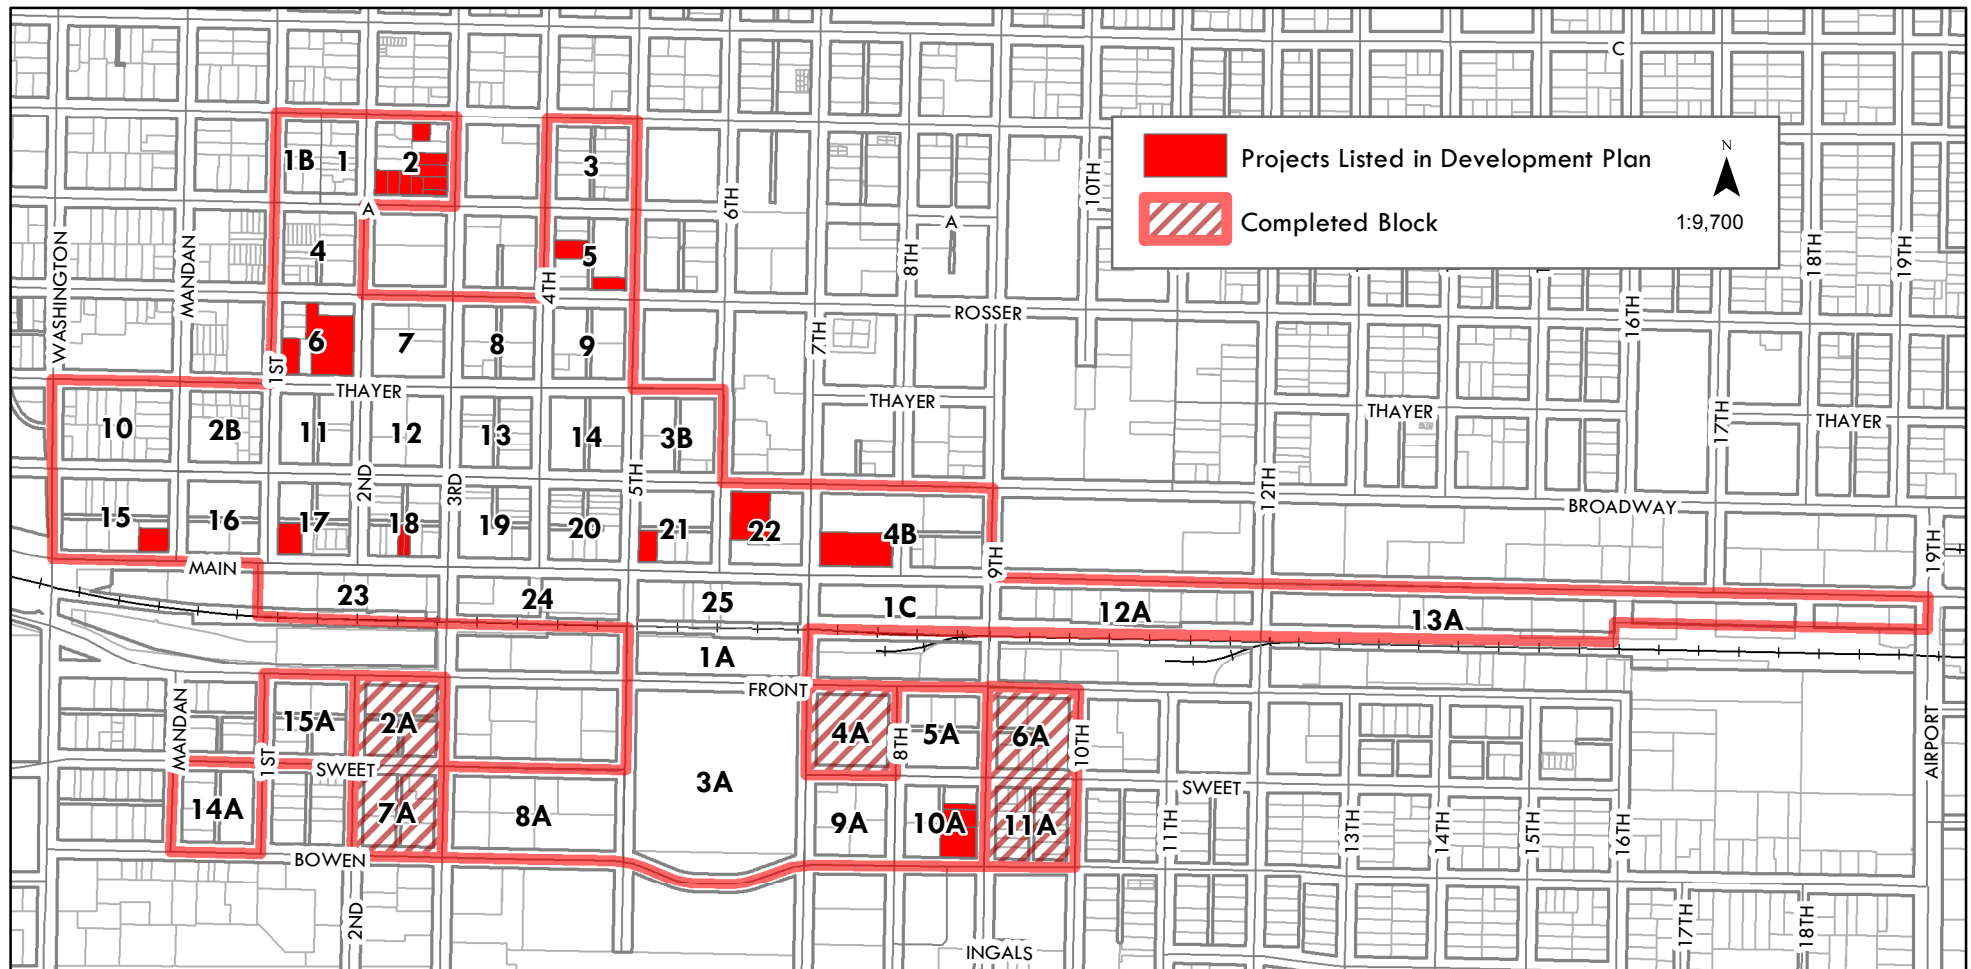 C
Projects Listed in Development Plan
Completed Block
N
1:9,700
1B
1
2
3
A
4
5
6TH
8TH
A
10TH
WASHINGTON
MANDAN
4TH
18TH
19TH
ROSSER
16TH
6
7
8
9
7TH
1ST
THAYER
THAYER
THAYER
THAYER
17TH
10
2B
11
12
13
14
3B
2ND
3RD
5TH
12TH
BROADWAY
15
16
17
18
19
20
21
22
4B
9TH
19TH
MAIN
23
24
25
1C
12A
13A
1A
FRONT
MANDAN
1ST
15A
2A
4A
8TH
5A
6A
10TH
AIRPORT
SWEET
3A
SWEET
14A
7A
8A
9A
10A
11A
11TH
13TH
14TH
15TH
16TH
BOWEN
2ND
INGALS
17TH
18TH